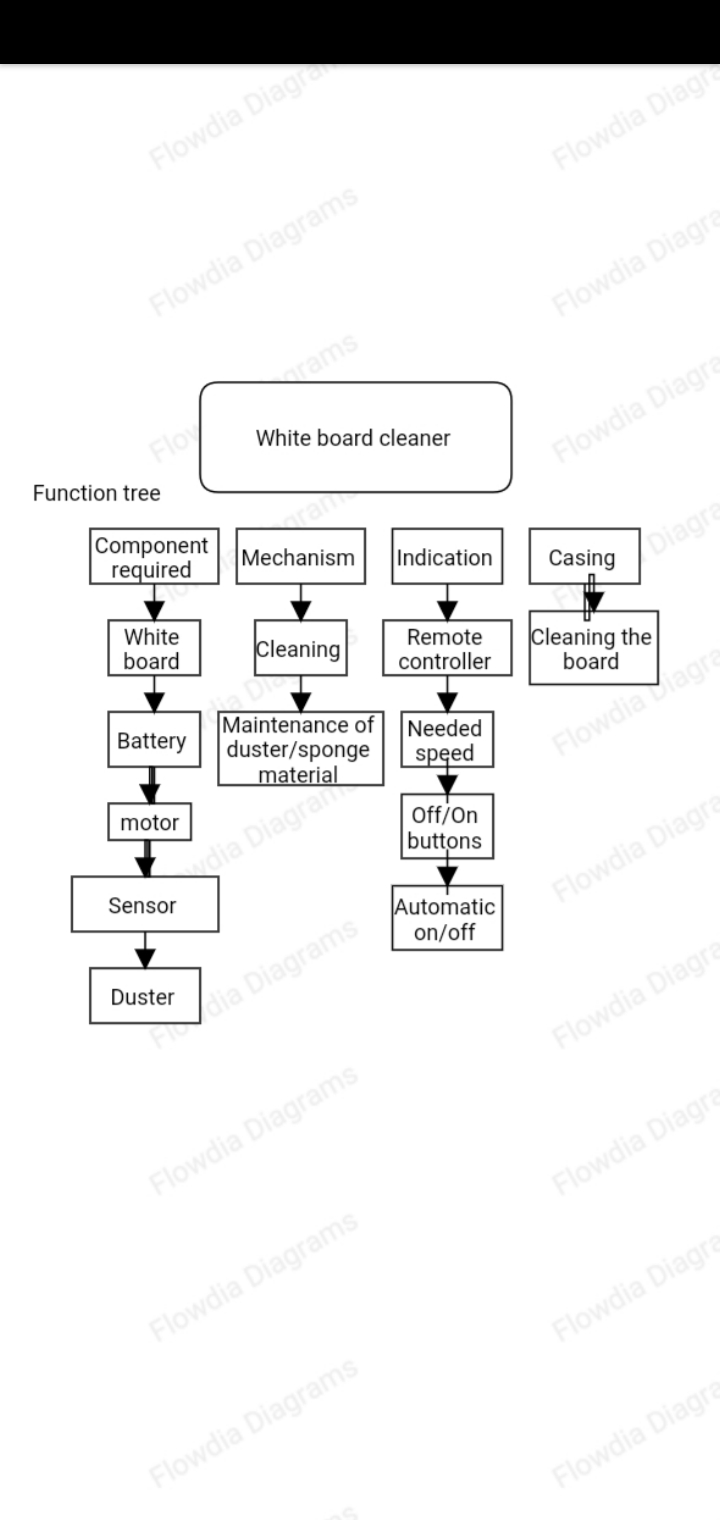 White board cleaner
Function tree
Component
required
White
board
Battery
motor
Sensor
Duster
Mechanism
Cleaning
Maintenance of
duster/sponge
material
Indication
Remote
controller
Needed
speed
Off/On
buttons
Automatic
on/off
Casing
Cleaning the
board
Flowdia Diagrams